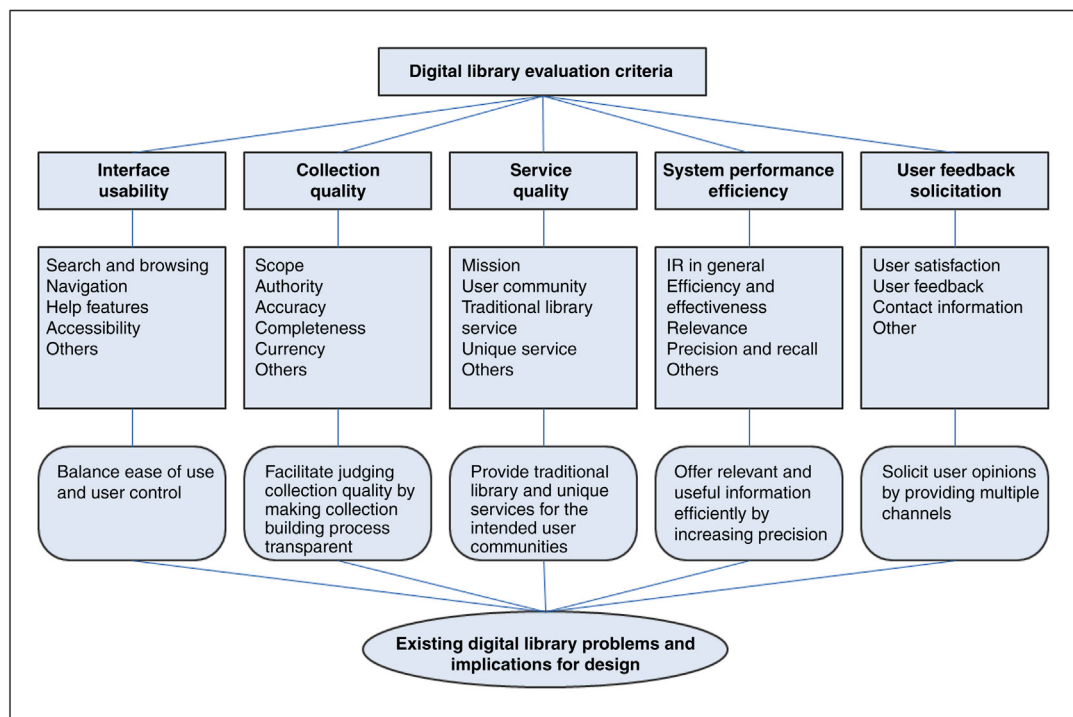 Digital library evaluation criteria
Interface
usability
Collection
quality
Service
quality
System performance
efficiency
User feedback
solicitation
Search and browsing
Navigation
Help features
Accessibility
Others
Scope
Authority
Accuracy
Completeness
Currency
Others
Mission
User community
Traditional library
service
Unique service
Others
IR in general
Efficiency and
effectiveness
Relevance
Precision and recall
Others
User satisfaction
User feedback
Contact information
Other
Balance ease of use
and user control
Facilitate judging
collection quality by
making collection
building process
transparent
Provide traditional
library and unique
services for the
intended user
communities
Offer relevant and
useful information
efficiently by
increasing precision
Solicit user opinions
by providing multiple
channels
Existing digital library problems and
implications for design